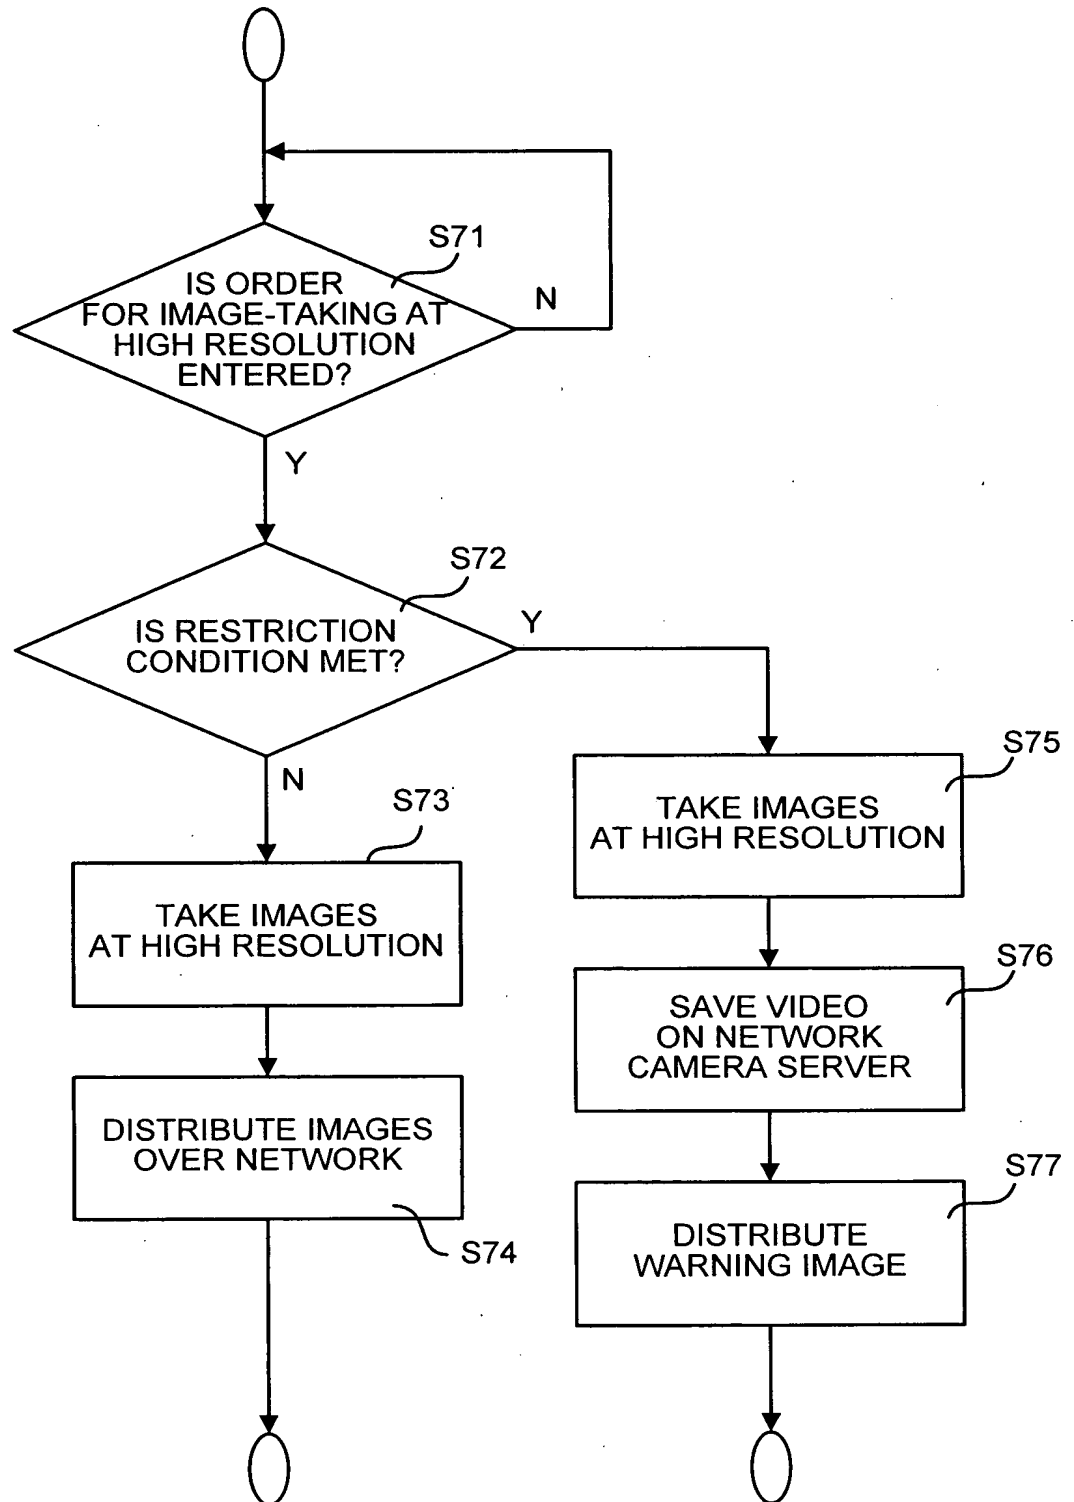 S71
IS ORDER
FOR IMAGE-TAKING AT
HIGH RESOLUTION
ENTERED?
N
Y
S72
IS RESTRICTION
CONDITION MET?
Y
N
S73
TAKE IMAGES
AT HIGH RESOLUTION
DISTRIBUTE IMAGES
OVER NETWORK
S74
S75
TAKE IMAGES
AT HIGH RESOLUTION
S76
SAVE VIDEO
ON NETWORK
CAMERA SERVER
S77
DISTRIBUTE
WARNING IMAGE